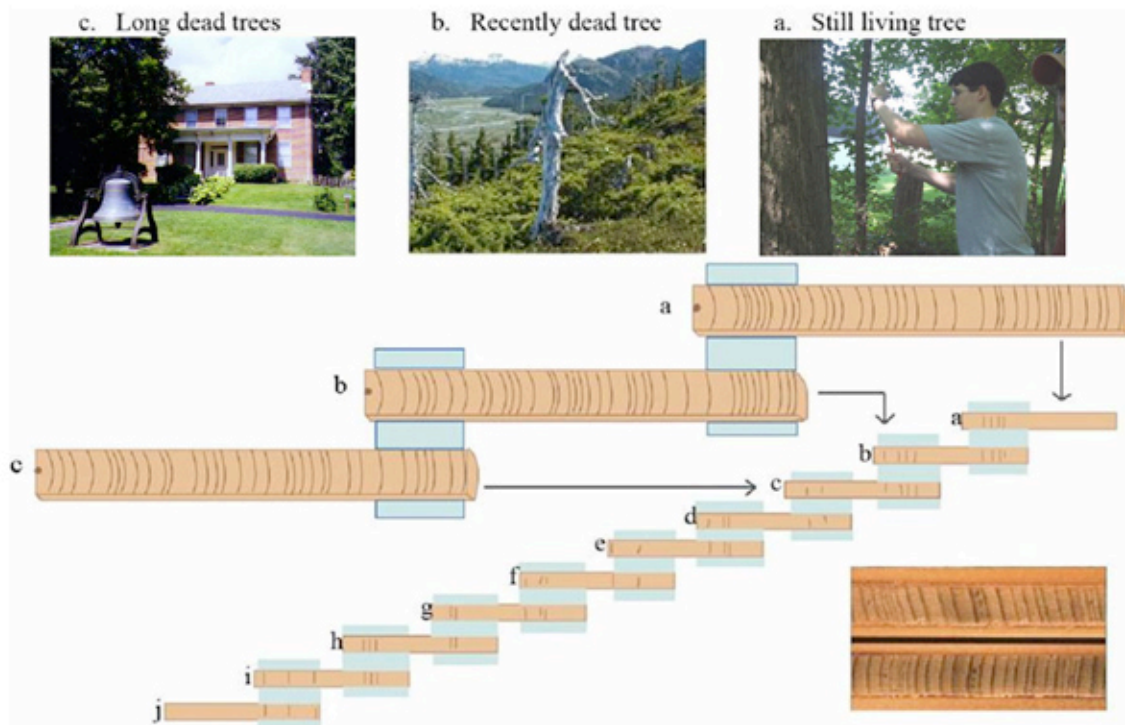 c. Long dead trees
b. Recently dead tree
a. Still living tree
a
b
c
a
b
c
d
e
f
g
h
i
j